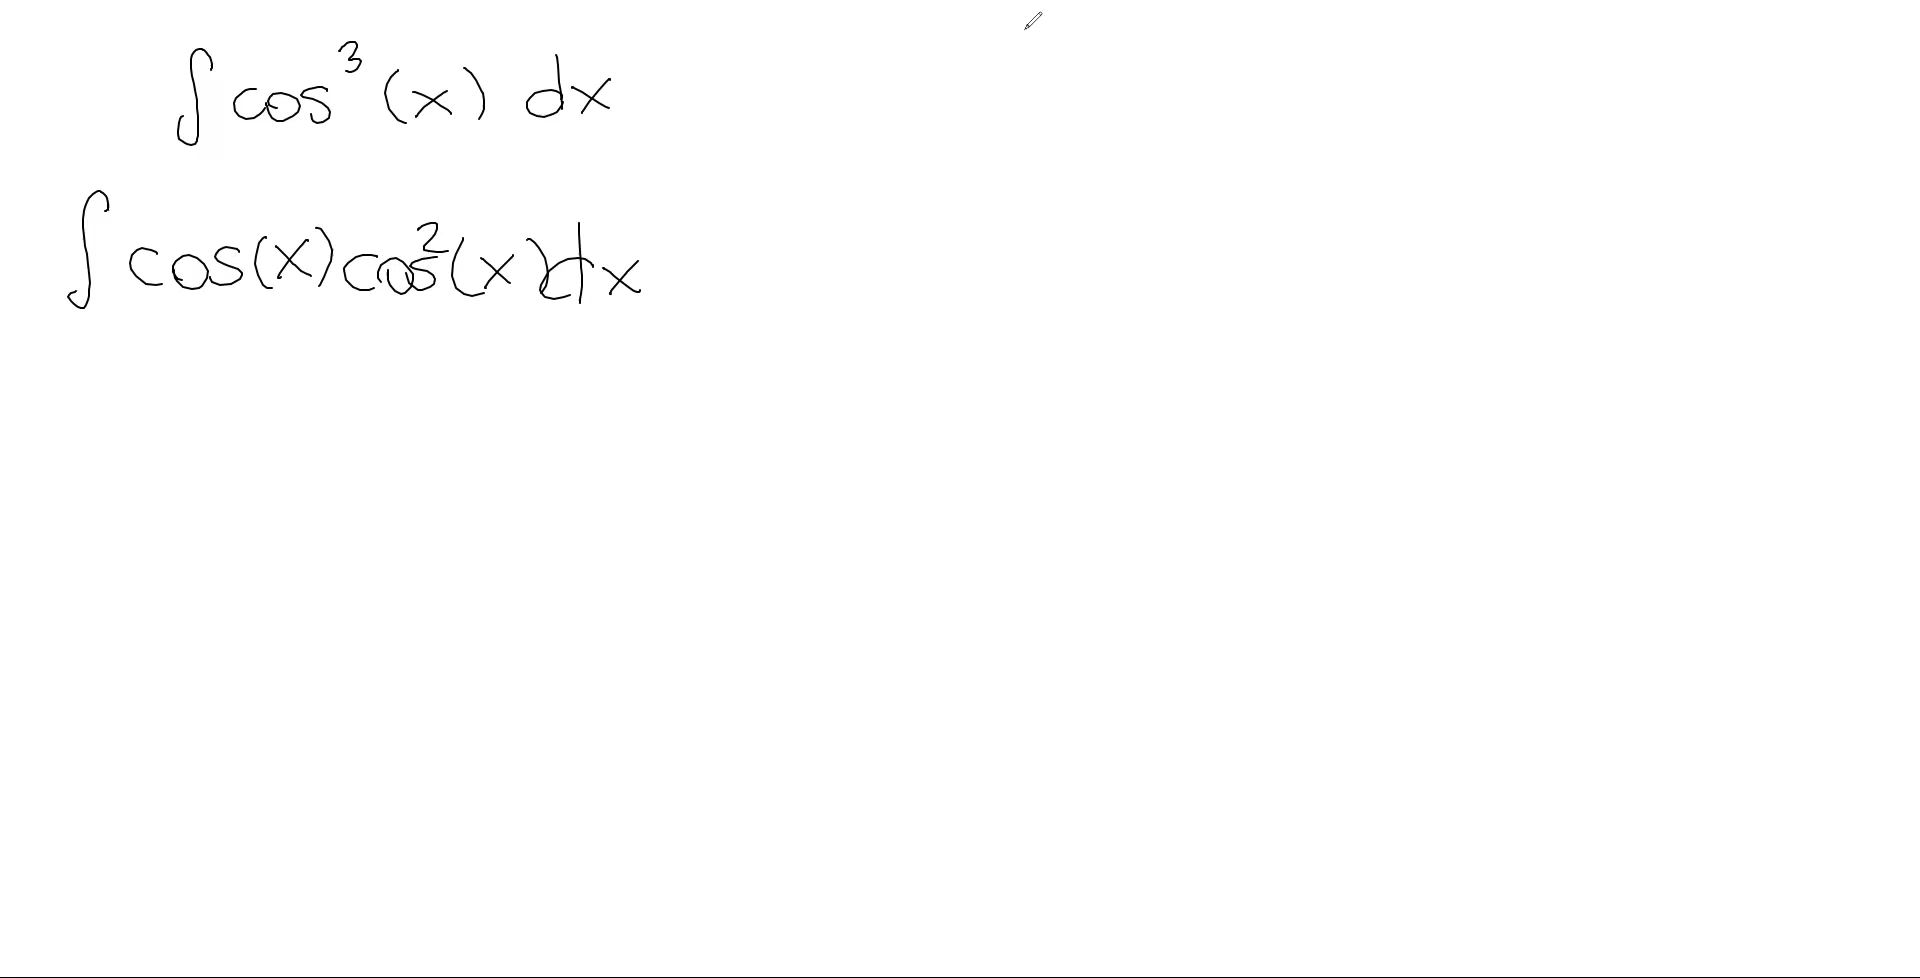 ∫ cos³(x) dx
∫ cos(x)cos²(x)dx